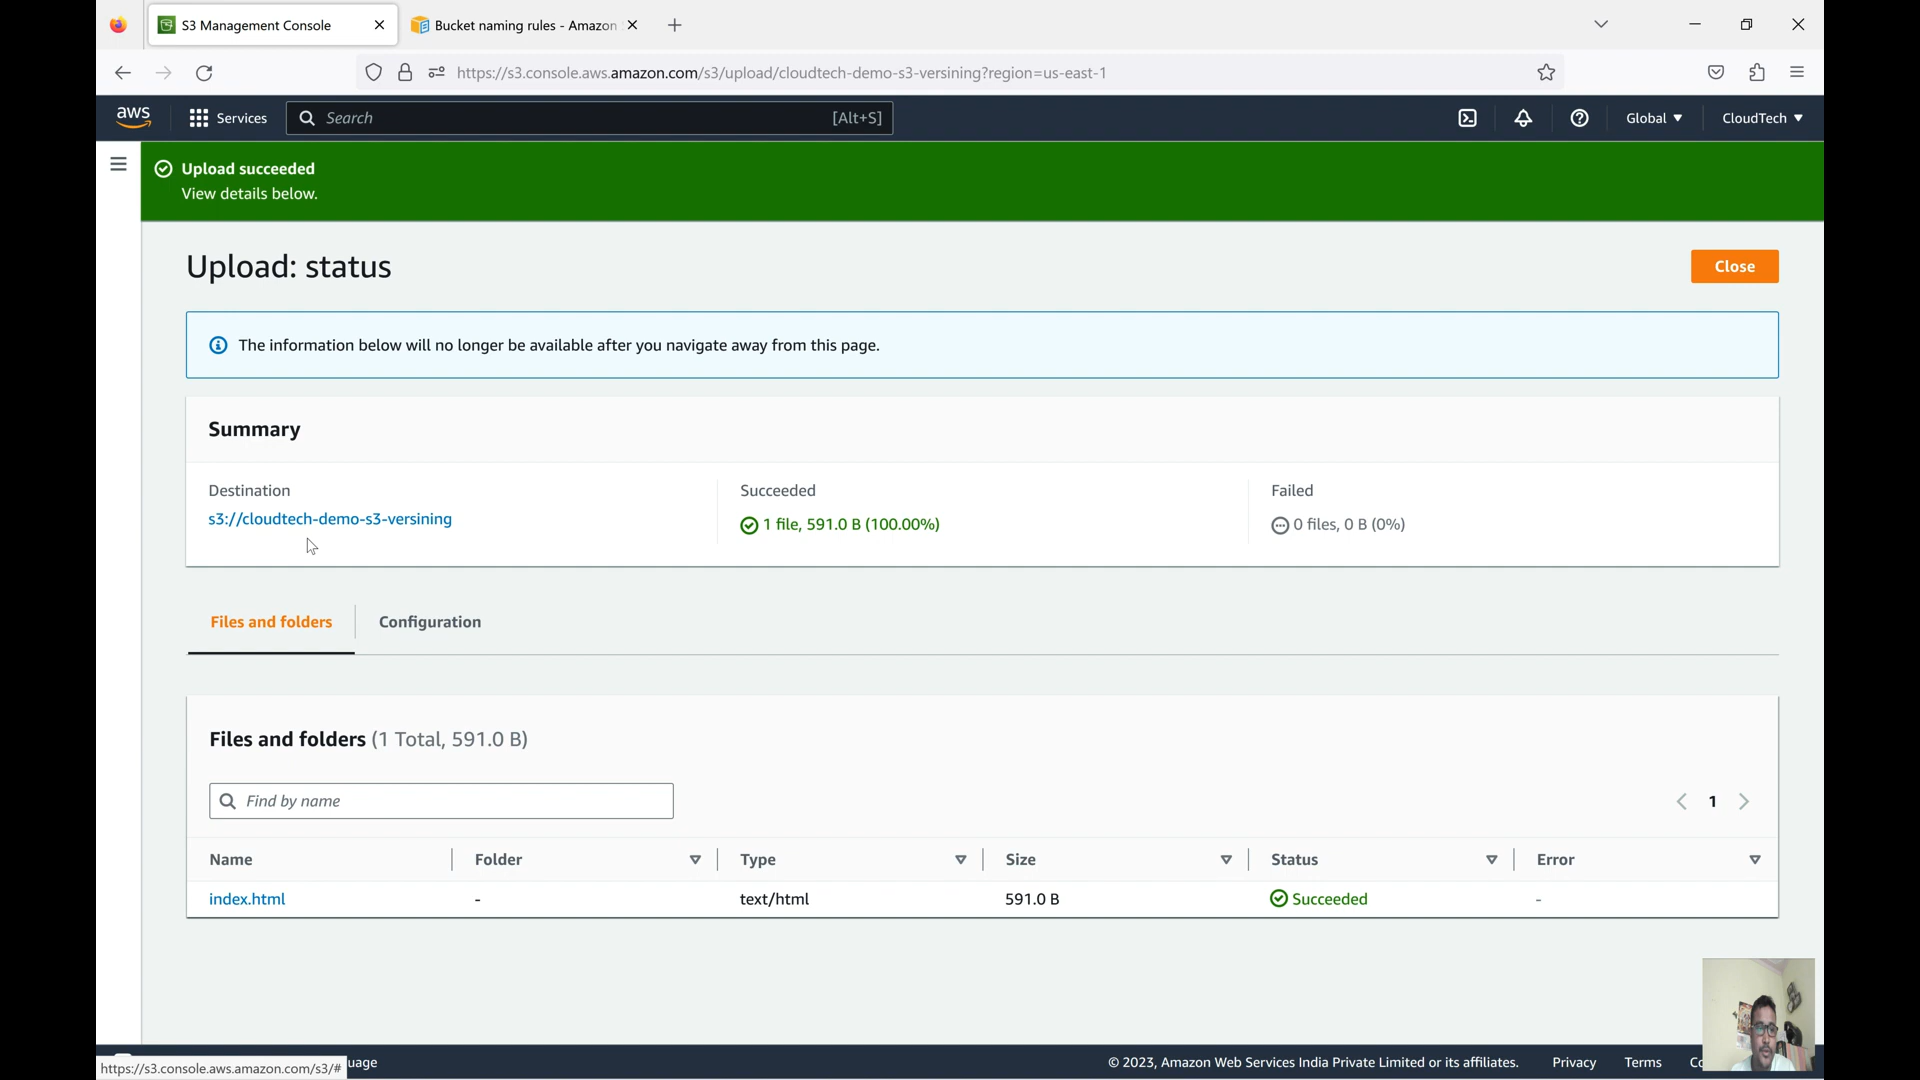 S3 Management Console
Bucket naming rules - Amazon
https://s3.console.aws.amazon.com/s3/upload/cloudtech-demo-s3-versining?region=us-east-1
aws
Services
Search
[Alt+S]
Global
CloudTech
Upload succeeded
View details below.
Upload: status
Close
The information below will no longer be available after you navigate away from this page.
Summary
Destination
s3://cloudtech-demo-s3-versining
Succeeded
1 file, 591.0 B (100.00%)
Failed
0 files, 0 B (0%)
Files and folders
Configuration
Files and folders (1 Total, 591.0 B)
Find by name
1
Name Folder Type Size Status Error
index.html - text/html 591.0 B Succeeded -
https://s3.console.aws.amazon.com/s3/#
uage
© 2023, Amazon Web Services India Private Limited or its affiliates.
Privacy
Terms